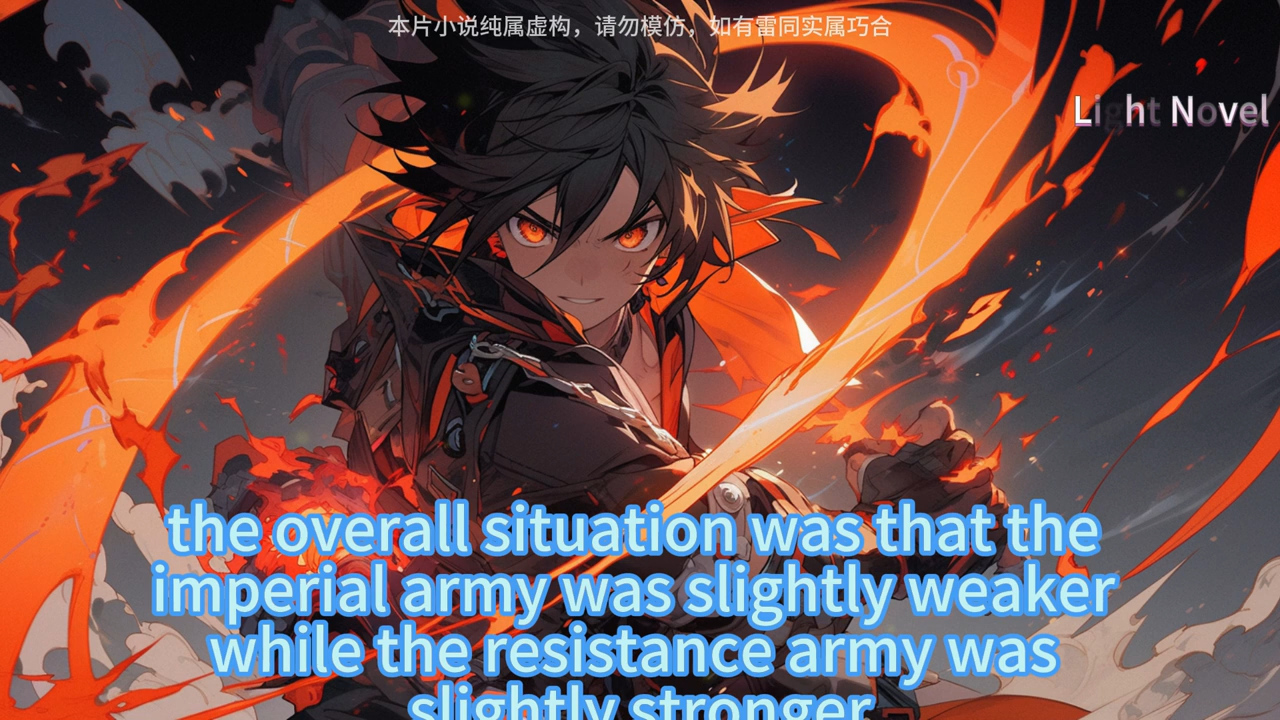 本片小说纯属虚构，请勿模仿，如有雷同实属巧合
Light Novel
the overall situation was that the
imperial army was slightly weaker
while the resistance army was
slightly stronger